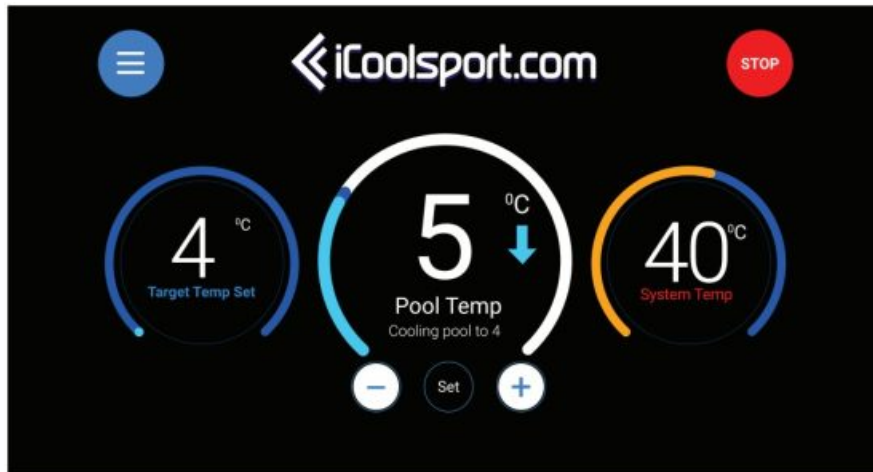 iCoolsport.com
STOP
4 °C
Target Temp Set
5 °C
Pool Temp
Cooling pool to 4
40 °C
System Temp
− Set +